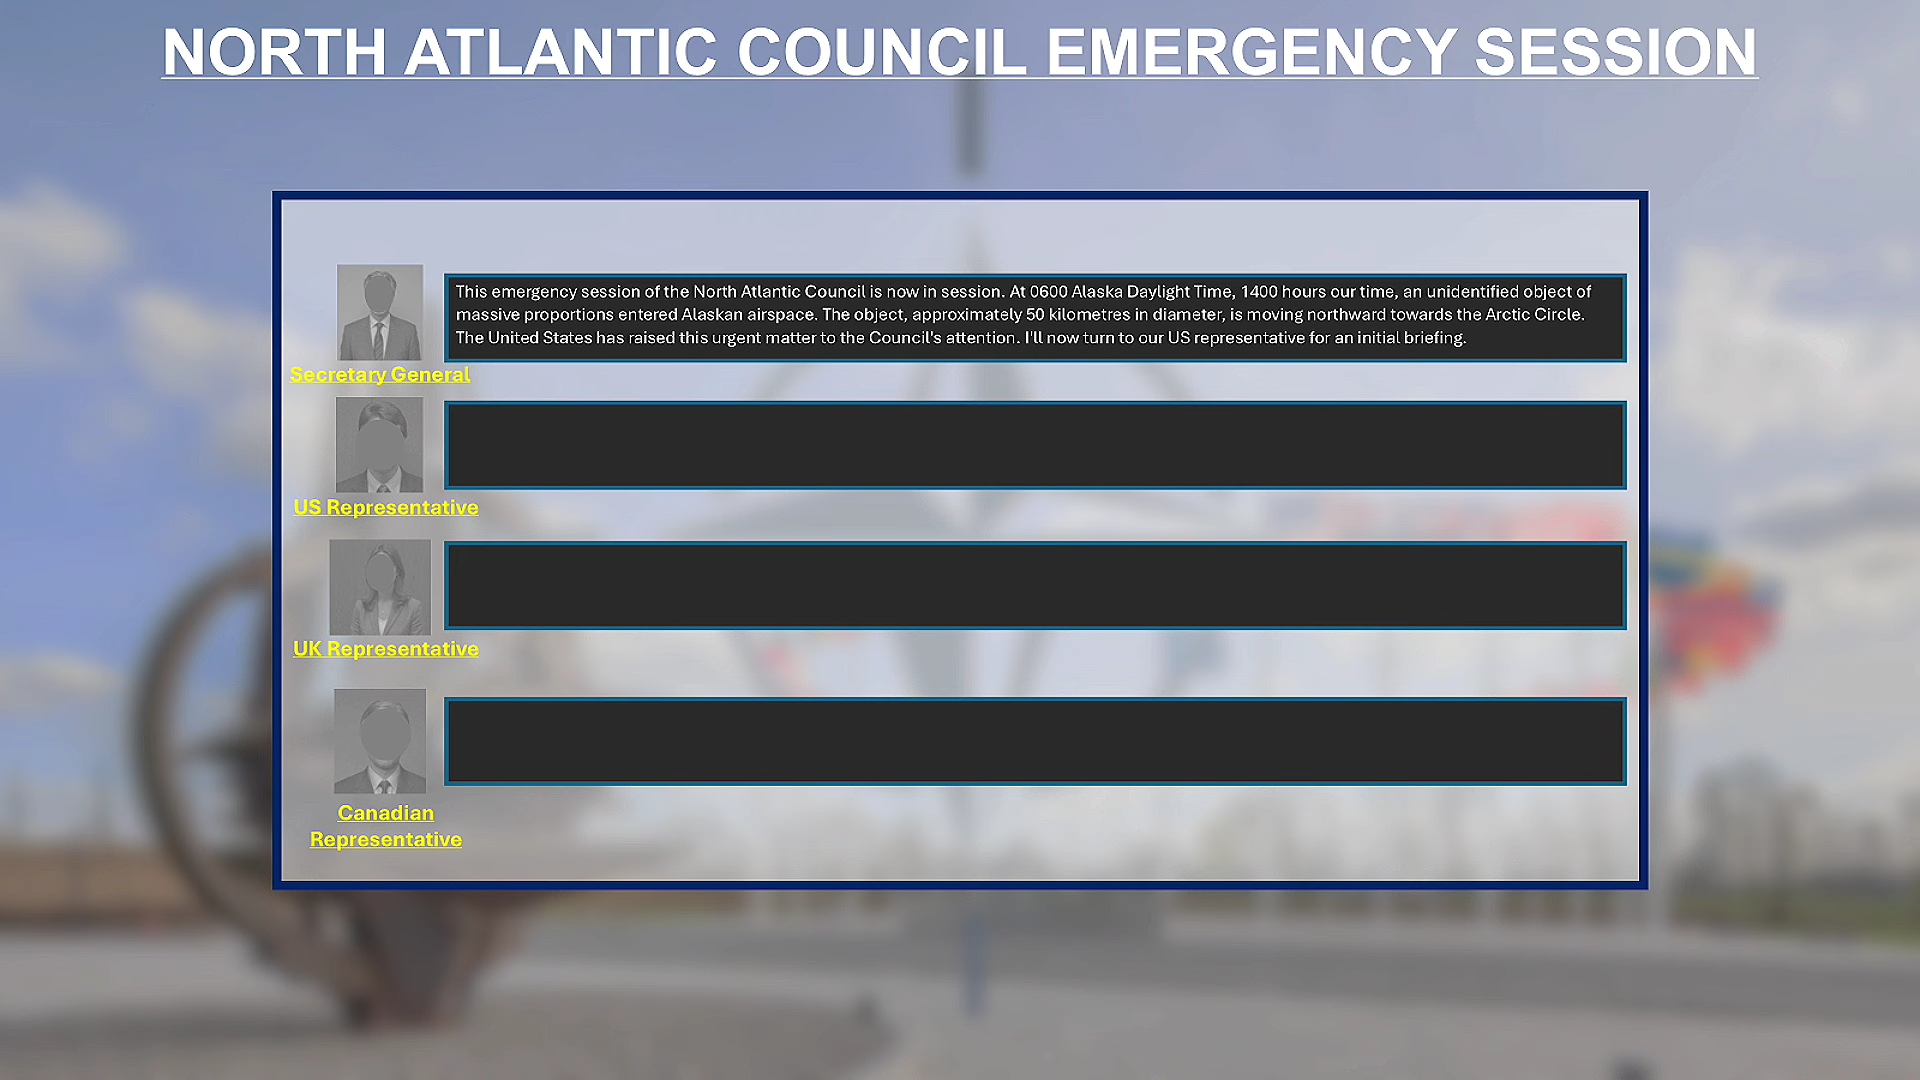 NORTH ATLANTIC COUNCIL EMERGENCY SESSION
This emergency session of the North Atlantic Council is now in session. At 0600 Alaska Daylight Time, 1400 hours our time, an unidentified object of
massive proportions entered Alaskan airspace. The object, approximately 50 kilometres in diameter, is moving northward towards the Arctic Circle.
The United States has raised this urgent matter to the Council's attention. I'll now turn to our US representative for an initial briefing.
Secretary General
US Representative
UK Representative
Canadian
Representative